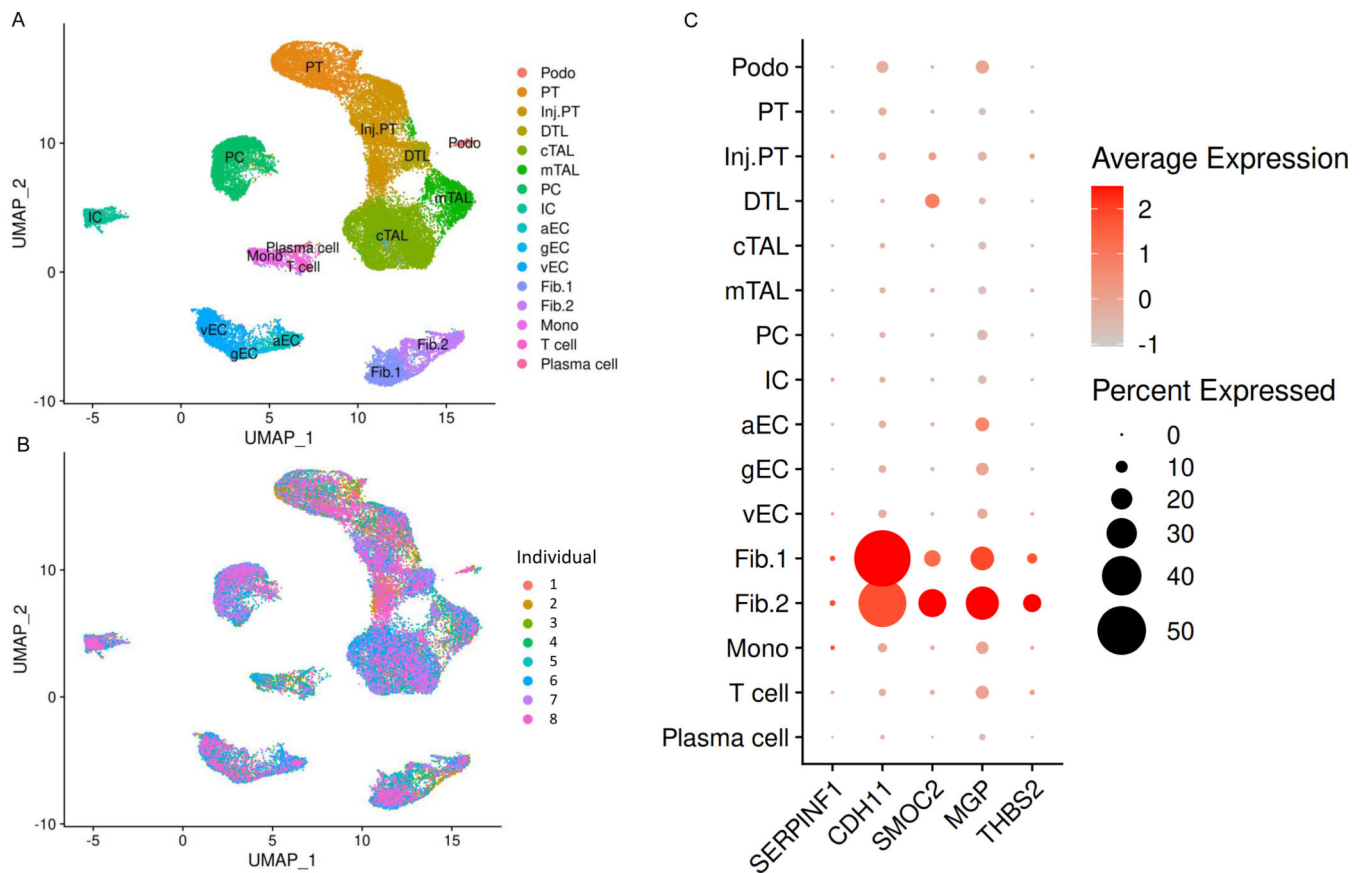 A
UMAP_2
10
0
-10
-5
0
5
10
15
UMAP_1
PT
Inj.PT
DTL
Podo
PC
mTAL
IC
cTAL
Plasma cell
Mono
T cell
vEC
aEC
gEC
Fib.2
Fib.1
Podo
PT
Inj.PT
DTL
cTAL
mTAL
PC
IC
aEC
gEC
vEC
Fib.1
Fib.2
Mono
T cell
Plasma cell
B
UMAP_2
10
0
-10
-5
0
5
10
15
UMAP_1
Individual
1
2
3
4
5
6
7
8
C
Podo
PT
Inj.PT
DTL
cTAL
mTAL
PC
IC
aEC
gEC
vEC
Fib.1
Fib.2
Mono
T cell
Plasma cell
SERPINF1
CDH11
SMOC2
MGP
THBS2
Average Expression
2
1
0
-1
Percent Expressed
0
10
20
30
40
50